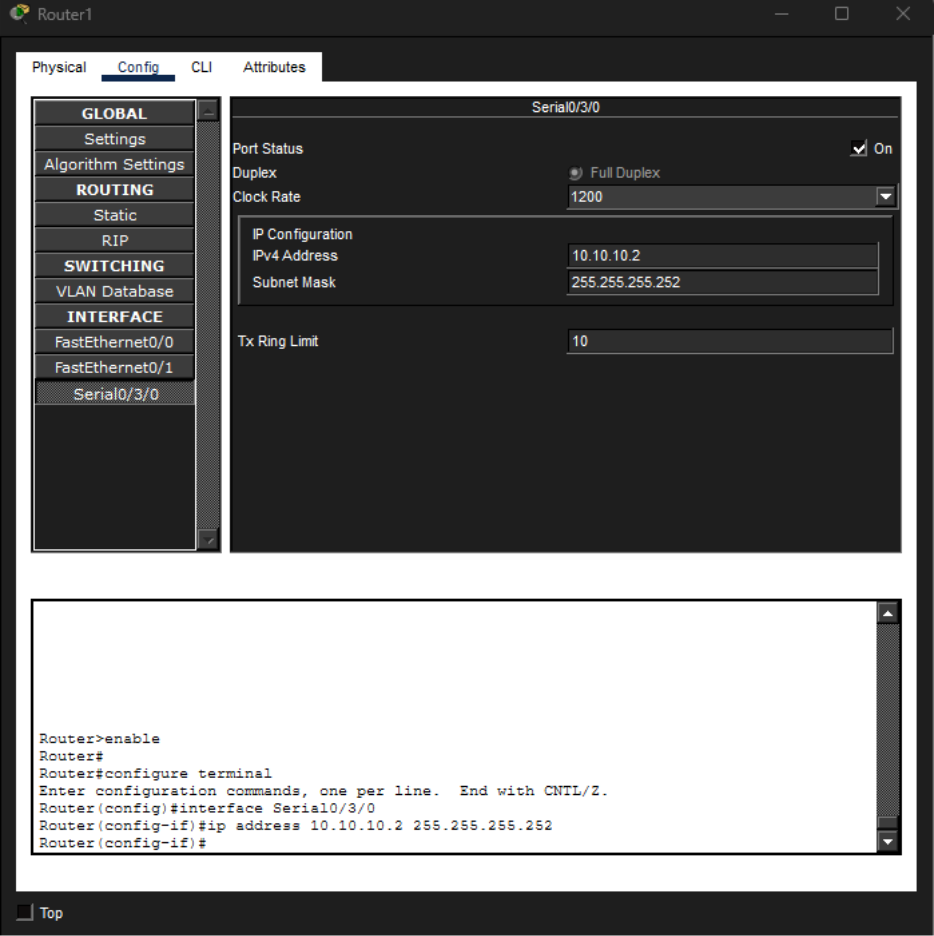 Router1
Physical Config CLI Attributes
GLOBAL
Settings
Algorithm Settings
ROUTING
Static
RIP
SWITCHING
VLAN Database
INTERFACE
FastEthernet0/0
FastEthernet0/1
Serial0/3/0
Serial0/3/0
Port Status On
Duplex Full Duplex
Clock Rate 1200
IP Configuration
IPv4 Address 10.10.10.2
Subnet Mask 255.255.255.252
Tx Ring Limit 10
Router>enable
Router#
Router#configure terminal
Enter configuration commands, one per line.  End with CNTL/Z.
Router(config)#interface Serial0/3/0
Router(config-if)#ip address 10.10.10.2 255.255.255.252
Router(config-if)#
Top